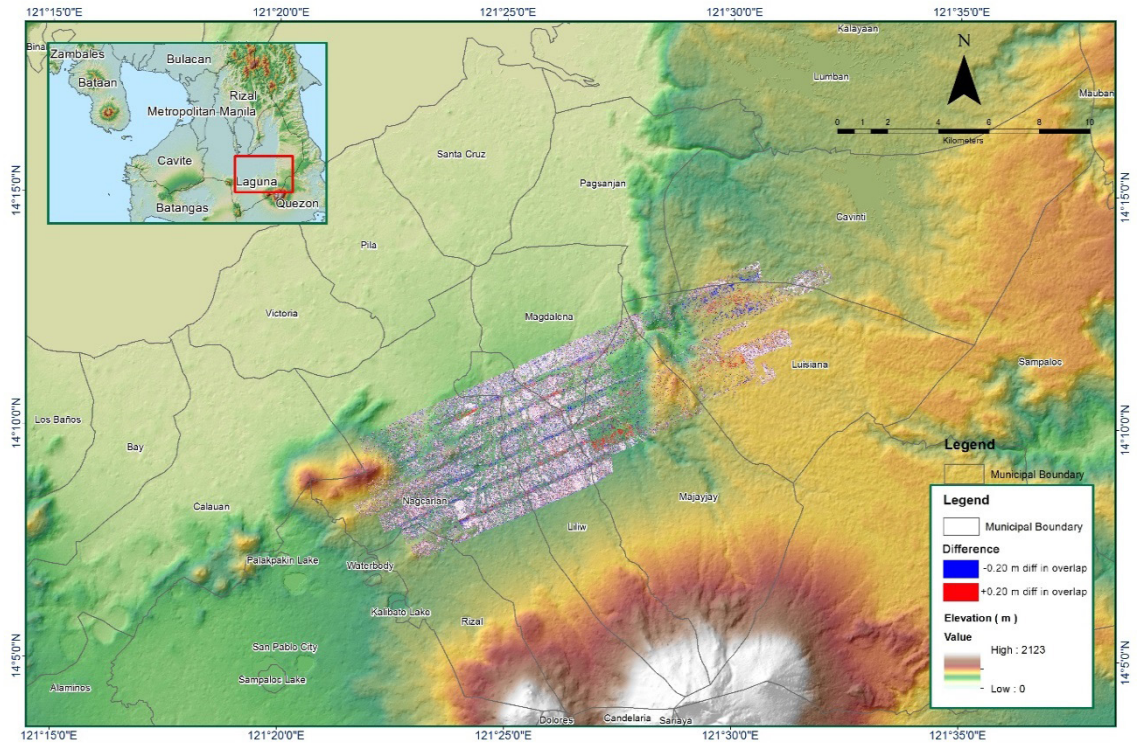 121°15'0"E 121°20'0"E 121°25'0"E 121°30'0"E 121°35'0"E
Kalayaan
Zambales
Bulacan
Bataan
Rizal
Metropolitan Manila
Cavite
Laguna
Batangas
Quezon
N
Lumban
Mauban
0 1 2 4 6 8 10
Kilometers
Santa Cruz
Pagsanjan
14°15'0"N
14°15'0"N
Cavinti
Pila
Victoria
Magdalena
Luisiana
Sampaloc
Los Baños
Bay
14°10'0"N
14°10'0"N
Legend
Municipal Boundary
Calauan
Nagcarlan
Liliw
Majayjay
Palakpakin Lake
Waterbody
Kalibato Lake
Rizal
San Pablo City
Sampaloc Lake
Alaminos
14°5'0"N
14°5'0"N
Dolores
Candelaria
Legend
Municipal Boundary
Difference
-0.20 m diff in overlap
+0.20 m diff in overlap
Elevation ( m )
Value
High : 2123
Low : 0
121°15'0"E 121°20'0"E 121°25'0"E 121°30'0"E 121°35'0"E